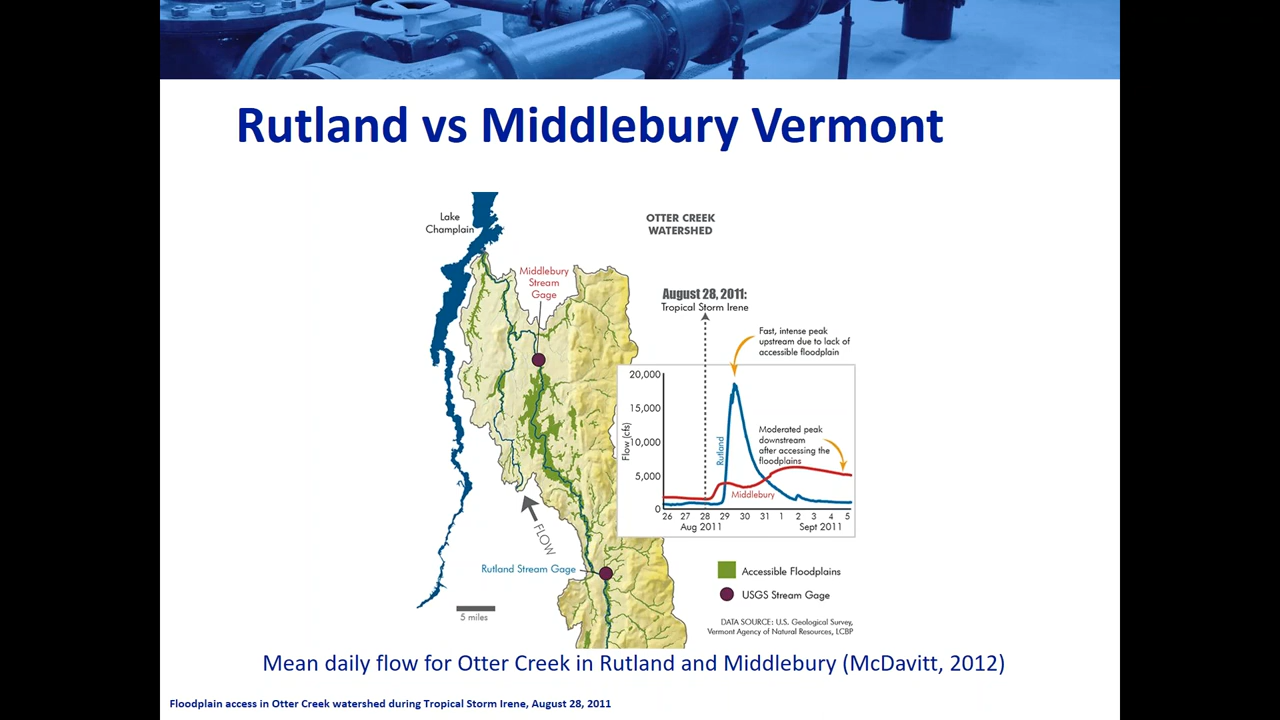 Rutland vs Middlebury Vermont
Lake
Champlain
OTTER CREEK
WATERSHED
Middlebury
Stream
Gage
August 28, 2011:
Tropical Storm Irene
Fast, intense peak
upstream due to lack of
accessible floodplain
20,000
15,000
10,000
5,000
0
Flow (cfs)
Rutland
Moderated peak
downstream
after accessing the
floodplains
Middlebury
26 27 28 29 30 31 1 2 3 4 5
Aug 2011 Sept 2011
FLOW
Rutland Stream Gage
Accessible Floodplains
USGS Stream Gage
5 miles
DATA SOURCE: U.S. Geological Survey,
Vermont Agency of Natural Resources, LCBP
Mean daily flow for Otter Creek in Rutland and Middlebury (McDavitt, 2012)
Floodplain access in Otter Creek watershed during Tropical Storm Irene, August 28, 2011